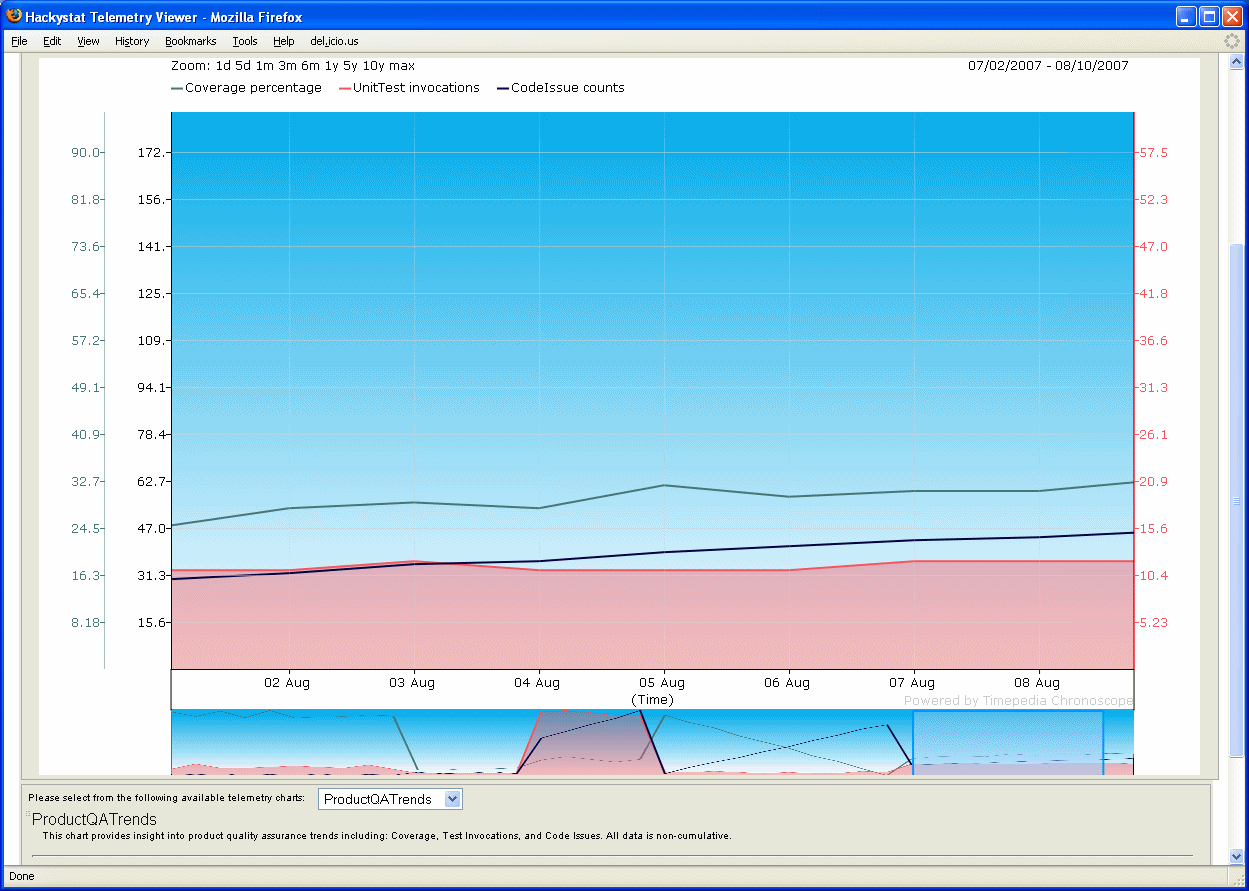 Hackystat Telemetry Viewer - Mozilla Firefox
File Edit View History Bookmarks Tools Help del.icio.us
Zoom: 1d 5d 1m 3m 6m 1y 5y 10y max 07/02/2007 - 08/10/2007
Coverage percentage UnitTest invocations CodeIssue counts
90.0 172. 57.5
81.8 156. 52.3
73.6 141. 47.0
65.4 125. 41.8
57.2 109. 36.6
49.1 94.1 31.3
40.9 78.4 26.1
32.7 62.7 20.9
24.5 47.0 15.6
16.3 31.3 10.4
8.18 15.6 5.23
02 Aug 03 Aug 04 Aug 05 Aug 06 Aug 07 Aug 08 Aug
(Time)
Powered by Timepedia Chronoscope
Please select from the following available telemetry charts: ProductQATrends
ProductQATrends
This chart provides insight into product quality assurance trends including: Coverage, Test Invocations, and Code Issues. All data is non-cumulative.
Done